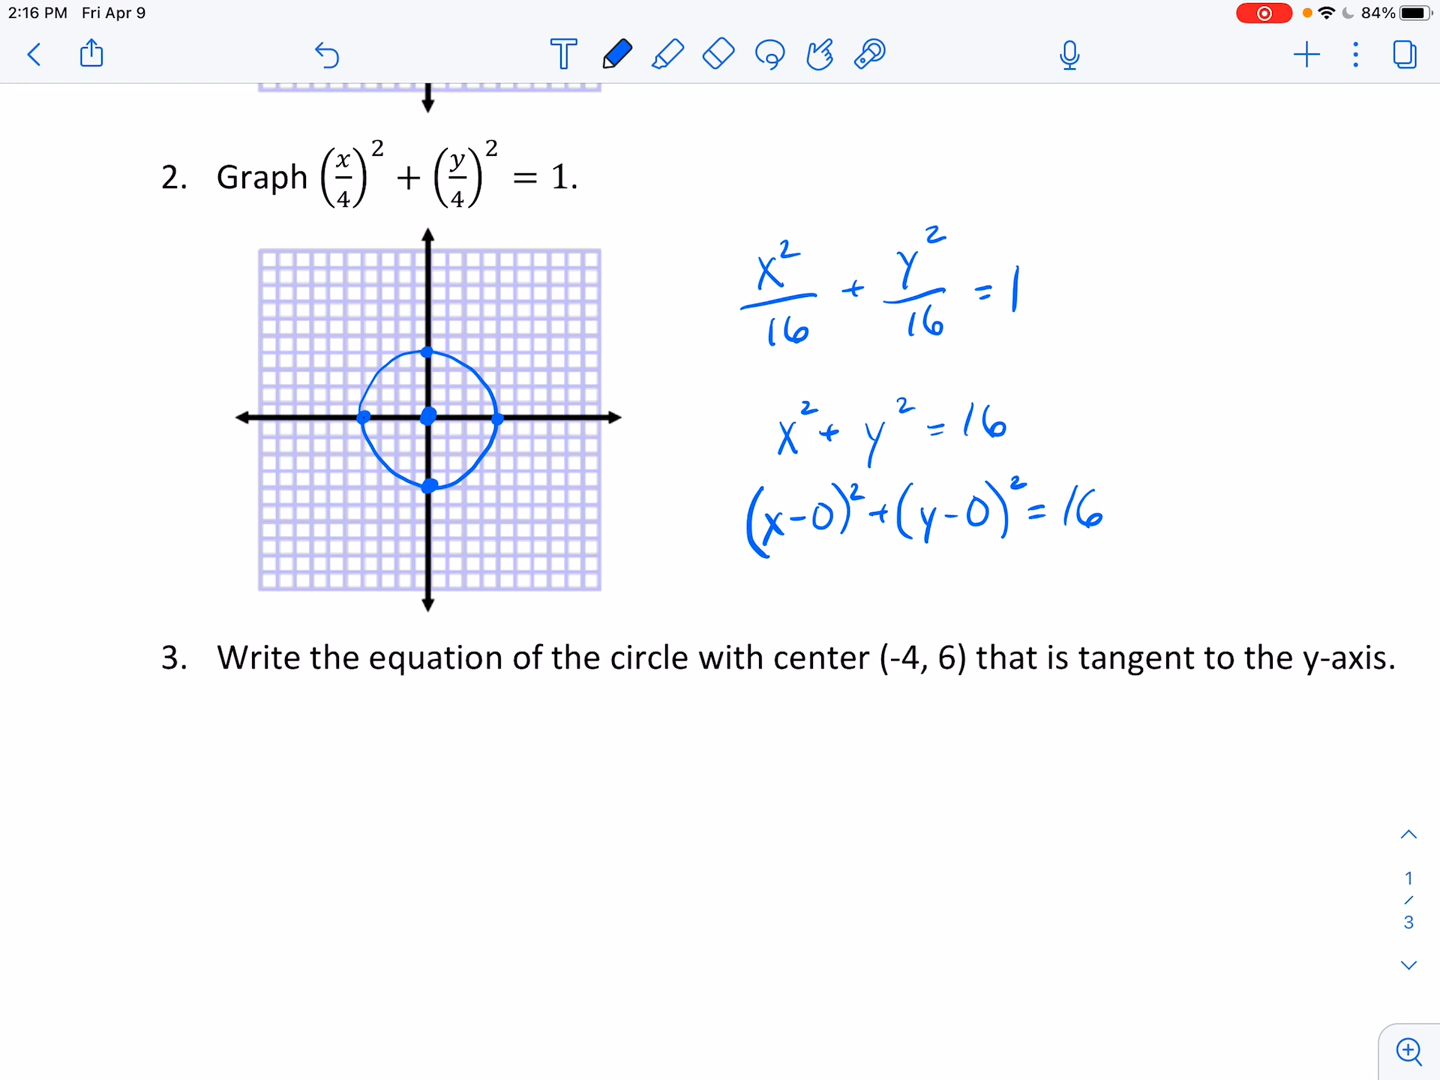 2:16 PM Fri Apr 9 84%
2. Graph (x/4)² + (y/4)² = 1.
x²/16 + y²/16 = 1
x² + y² = 16
(x-0)² + (y-0)² = 16
3. Write the equation of the circle with center (-4, 6) that is tangent to the y-axis.
1
/
3